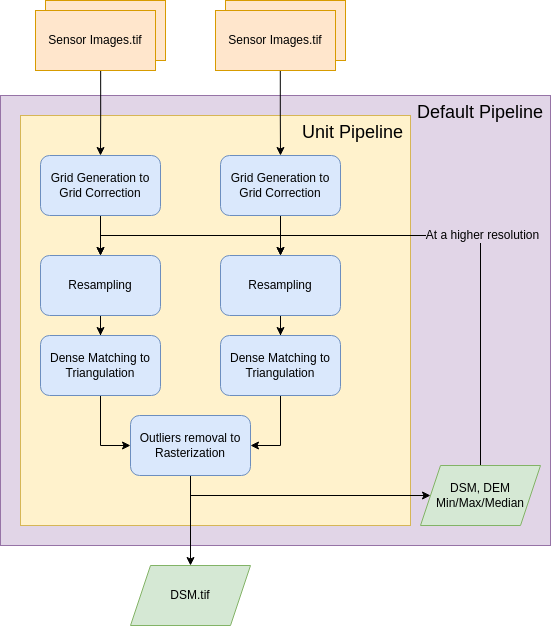 Sensor Images.tif
Sensor Images.tif
Default Pipeline
Unit Pipeline
Grid Generation to
Grid Correction
Grid Generation to
Grid Correction
At a higher resolution
Resampling
Resampling
Dense Matching to
Triangulation
Dense Matching to
Triangulation
Outliers removal to
Rasterization
DSM, DEM
Min/Max/Median
DSM.tif